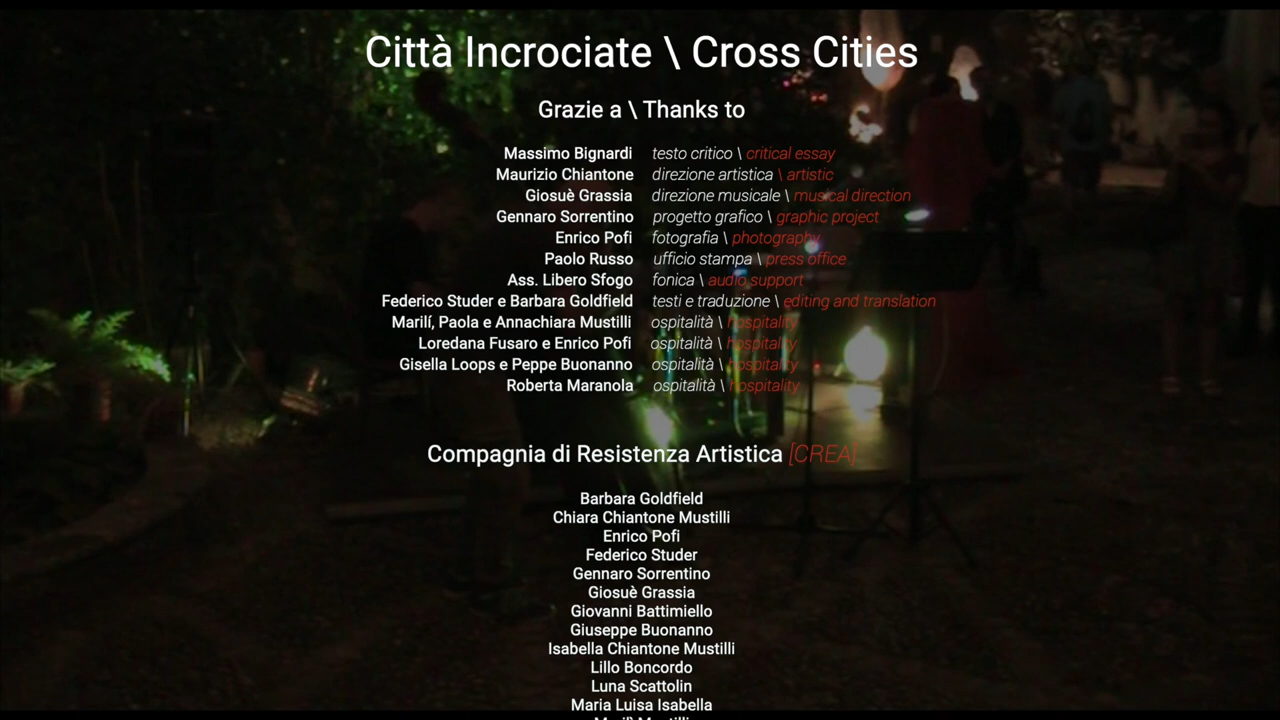 Città Incrociate \ Cross Cities
Grazie a \ Thanks to
Massimo Bignardi testo critico \ critical essay
Maurizio Chiantone direzione artistica \ artistic
Giosuè Grassia direzione musicale \ musical direction
Gennaro Sorrentino progetto grafico \ graphic project
Enrico Pofi fotografia \ photography
Paolo Russo ufficio stampa \ press office
Ass. Libero Sfogo fonica \ audio support
Federico Studer e Barbara Goldfield testi e traduzione \ editing and translation
Marilí, Paola e Annachiara Mustilli ospitalità \ hospitality
Loredana Fusaro e Enrico Pofi ospitalità \ hospitality
Gisella Loops e Peppe Buonanno ospitalità \ hospitality
Roberta Maranola ospitalità \ hospitality
Compagnia di Resistenza Artistica [CREA]
Barbara Goldfield
Chiara Chiantone Mustilli
Enrico Pofi
Federico Studer
Gennaro Sorrentino
Giosuè Grassia
Giovanni Battimiello
Giuseppe Buonanno
Isabella Chiantone Mustilli
Lillo Boncordo
Luna Scattolin
Maria Luisa Isabella